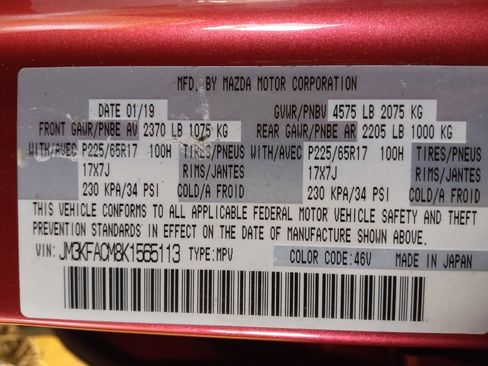 MFD. BY MAZDA MOTOR CORPORATION
DATE 01/19 GVWR/PNBV 4575 LB 2075 KG
FRONT GAWR/PNBE AV 2370 LB 1075 KG REAR GAWR/PNBE AR 2205 LB 1000 KG
WITH/AVEC P225/65R17 100H TIRES/PNEUS WITH/AVEC P225/65R17 100H TIRES/PNEUS
17X7J RIMS/JANTES 17X7J RIMS/JANTES
230 KPA/34 PSI COLD/A FROID 230 KPA/34 PSI COLD/A FROID
THIS VEHICLE CONFORMS TO ALL APPLICABLE FEDERAL MOTOR VEHICLE SAFETY AND THEFT
PREVENTION STANDARDS IN EFFECT ON THE DATE OF MANUFACTURE SHOWN ABOVE.
VIN: JM3KFACM8K1565113 TYPE:MPV COLOR CODE:46V MADE IN JAPAN